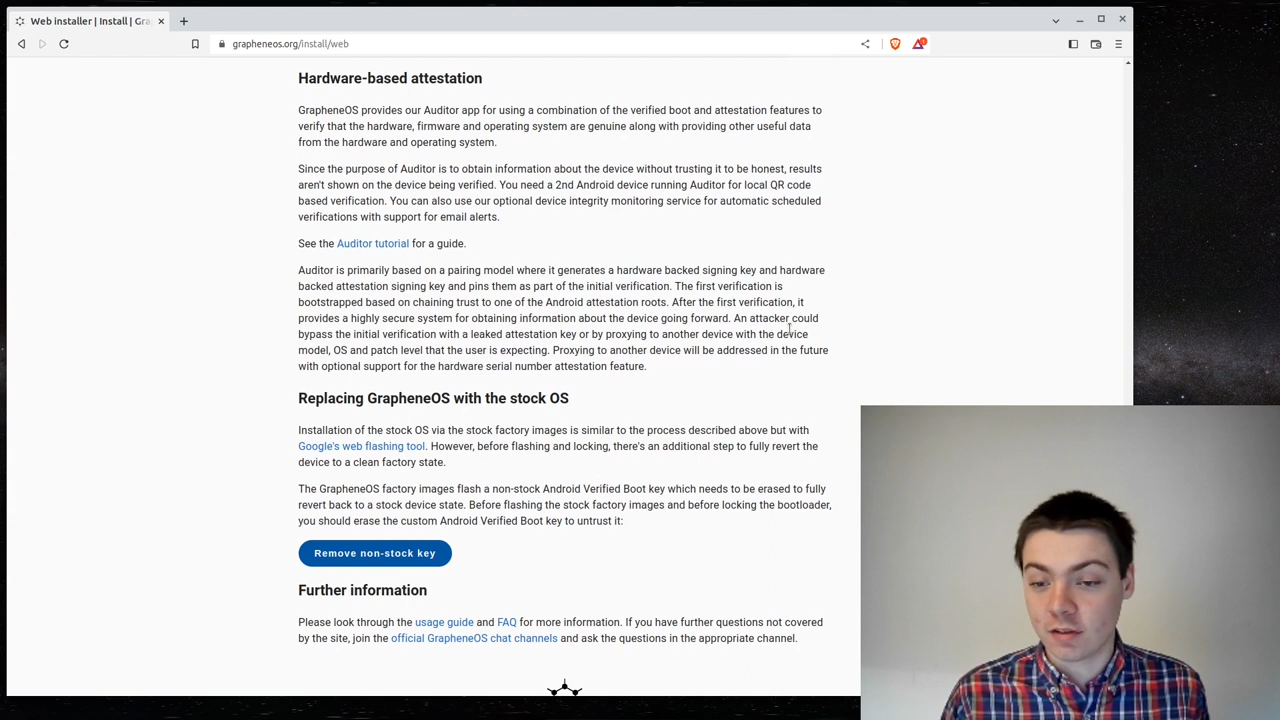 Web installer | Install | Gra
grapheneos.org/install/web
Hardware-based attestation
GrapheneOS provides our Auditor app for using a combination of the verified boot and attestation features to
verify that the hardware, firmware and operating system are genuine along with providing other useful data
from the hardware and operating system.
Since the purpose of Auditor is to obtain information about the device without trusting it to be honest, results
aren't shown on the device being verified. You need a 2nd Android device running Auditor for local QR code
based verification. You can also use our optional device integrity monitoring service for automatic scheduled
verifications with support for email alerts.
See the Auditor tutorial for a guide.
Auditor is primarily based on a pairing model where it generates a hardware backed signing key and hardware
backed attestation signing key and pins them as part of the initial verification. The first verification is
bootstrapped based on chaining trust to one of the Android attestation roots. After the first verification, it
provides a highly secure system for obtaining information about the device going forward. An attacker could
bypass the initial verification with a leaked attestation key or by proxying to another device with the device
model, OS and patch level that the user is expecting. Proxying to another device will be addressed in the future
with optional support for the hardware serial number attestation feature.
Replacing GrapheneOS with the stock OS
Installation of the stock OS via the stock factory images is similar to the process described above but with
Google's web flashing tool. However, before flashing and locking, there's an additional step to fully revert the
device to a clean factory state.
The GrapheneOS factory images flash a non-stock Android Verified Boot key which needs to be erased to fully
revert back to a stock device state. Before flashing the stock factory images and before locking the bootloader,
you should erase the custom Android Verified Boot key to untrust it:
Remove non-stock key
Further information
Please look through the usage guide and FAQ for more information. If you have further questions not covered
by the site, join the official GrapheneOS chat channels and ask the questions in the appropriate channel.